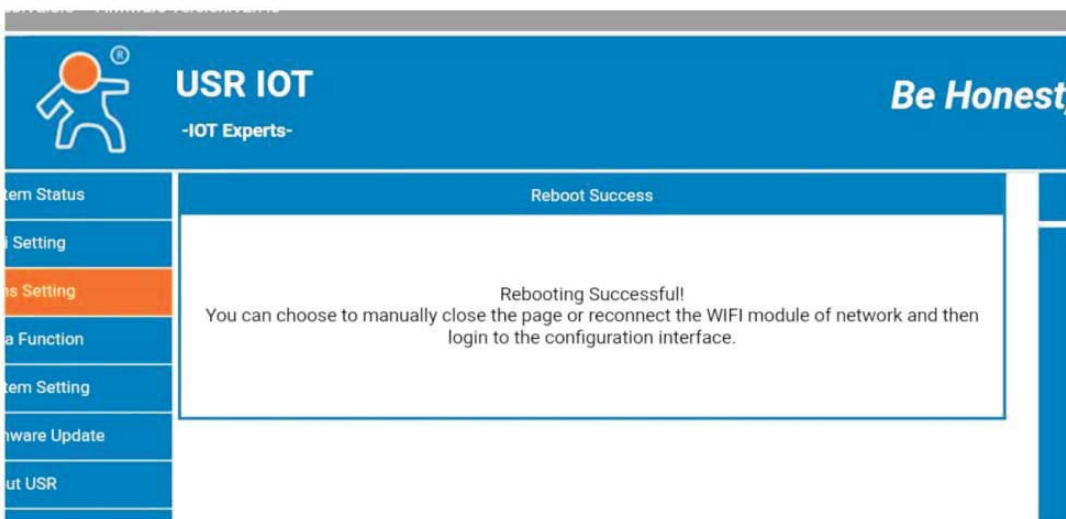 ®
USR IOT
-IOT Experts-
Be Honest,
tem Status
i Setting
s Setting
a Function
tem Setting
ware Update
ut USR
Reboot Success
Rebooting Successful!
You can choose to manually close the page or reconnect the WIFI module of network and then
login to the configuration interface.